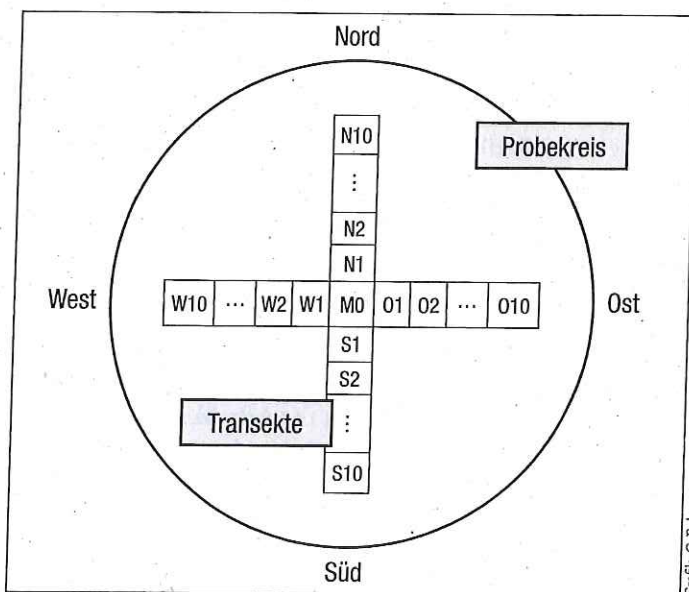 Nord
N10
Probekreis
⋮
N2
N1
West
W10 ⋯ W2 W1 M0 O1 O2 ⋯ O10
Ost
S1
S2
Transekte
⋮
S10
Süd